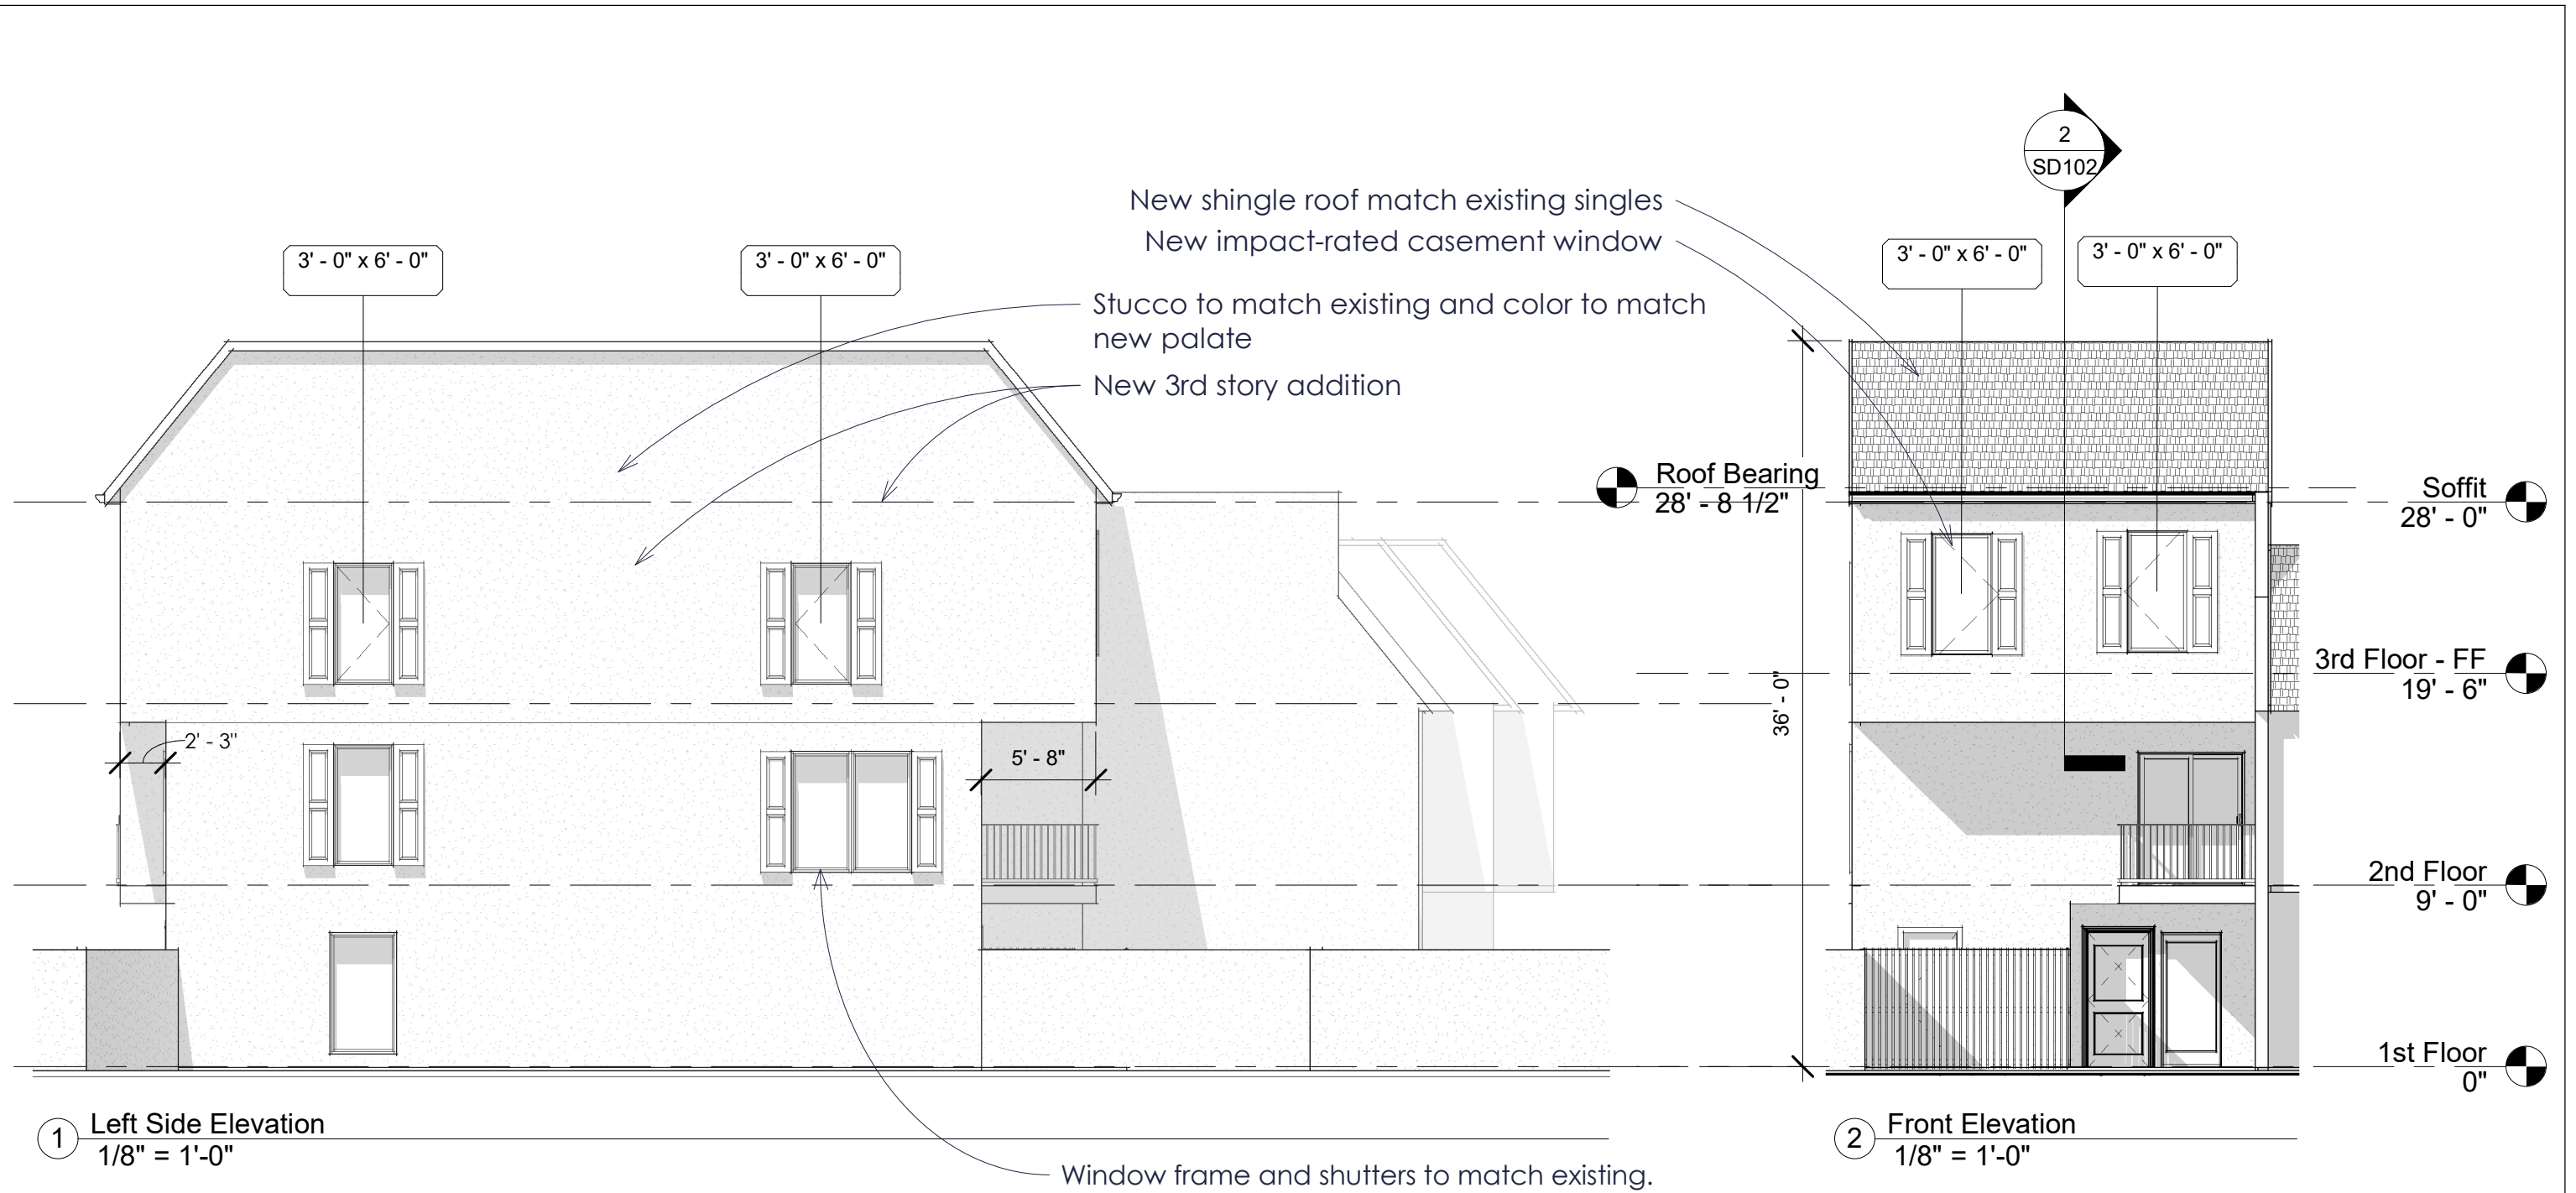 2
SD102
New shingle roof match existing singles
New impact-rated casement window
3' - 0" x 6' - 0"
3' - 0" x 6' - 0"
3' - 0" x 6' - 0"
3' - 0" x 6' - 0"
Stucco to match existing and color to match
new palate
New 3rd story addition
Roof Bearing
28' - 8 1/2"
Soffit
28' - 0"
3rd Floor - FF
19' - 6"
36' - 0"
2' - 3"
5' - 8"
2nd Floor
9' - 0"
1st Floor
0"
1
Left Side Elevation
1/8" = 1'-0"
2
Front Elevation
1/8" = 1'-0"
Window frame and shutters to match existing.